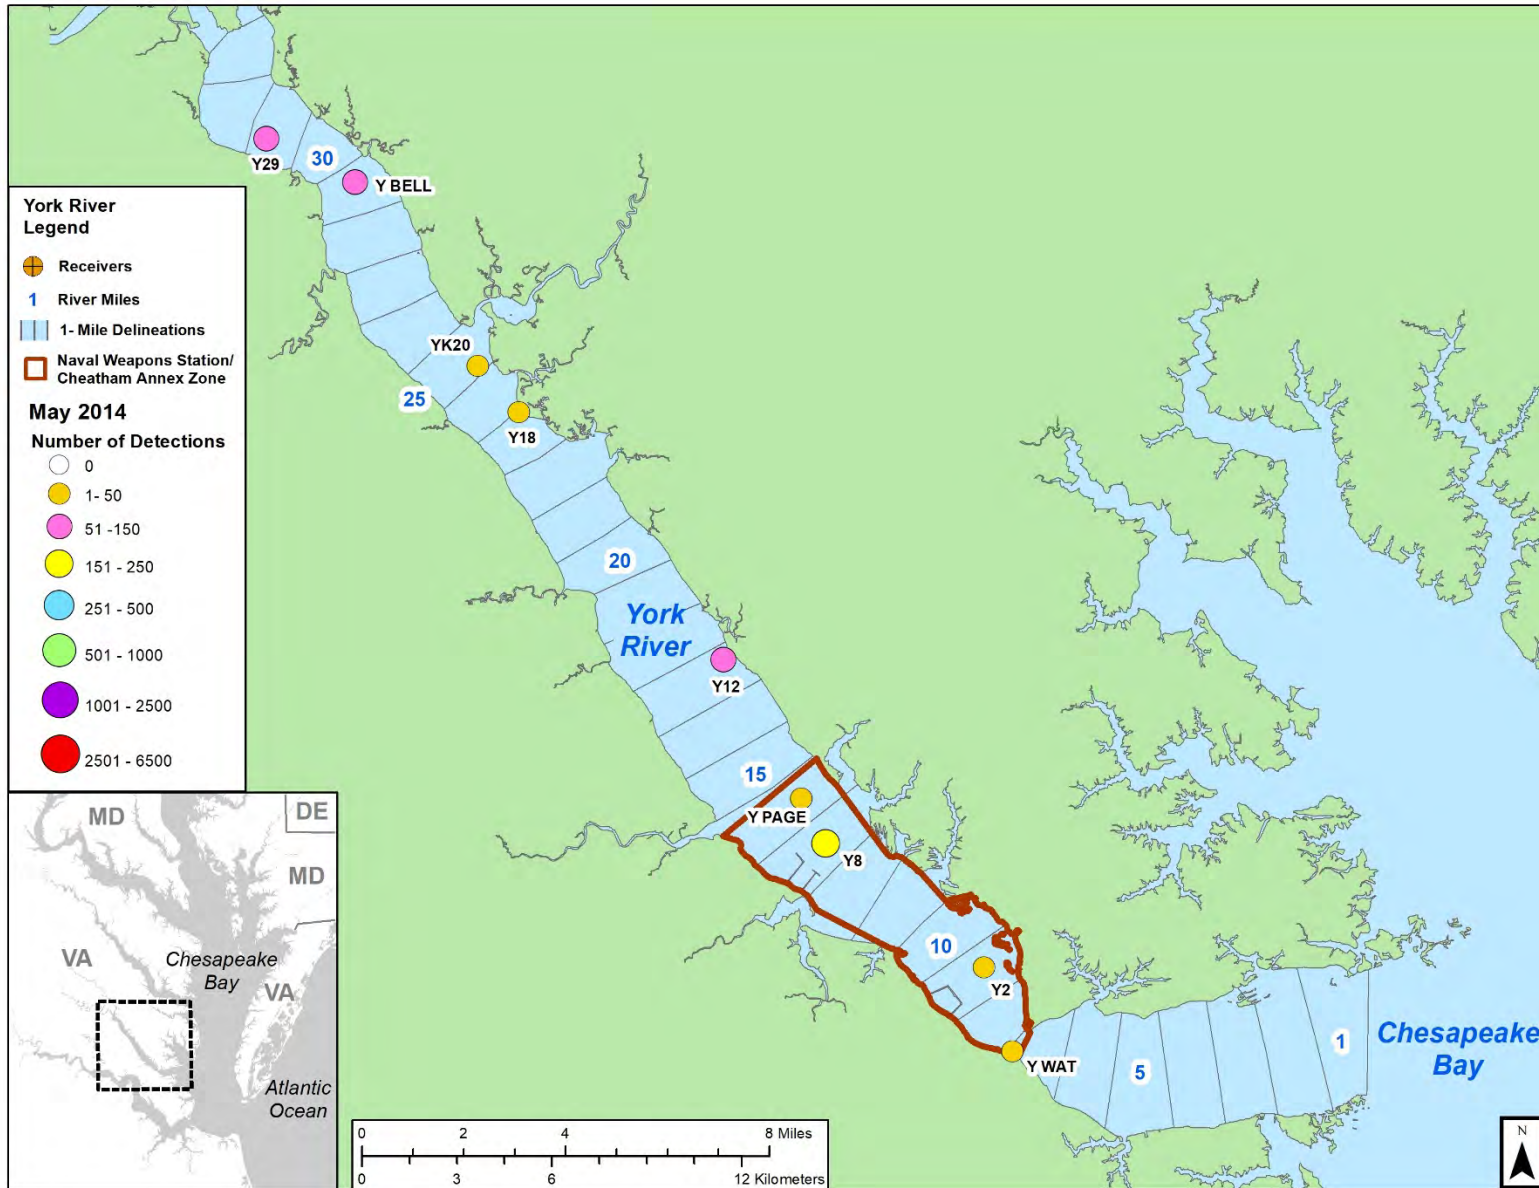 30
Y29
Y BELL
York River
Legend
Receivers
1 River Miles
1- Mile Delineations
Naval Weapons Station/
Cheatham Annex Zone
May 2014
Number of Detections
0
1- 50
51 -150
151 - 250
251 - 500
501 - 1000
1001 - 2500
2501 - 6500
YK20
25
Y18
20
York
River
Y12
15
Y PAGE
Y8
10
Y2
Y WAT
5
1
Chesapeake
Bay
MD
DE
MD
VA
Chesapeake
Bay
VA
Atlantic
Ocean
0 2 4 8 Miles
0 3 6 12 Kilometers
N